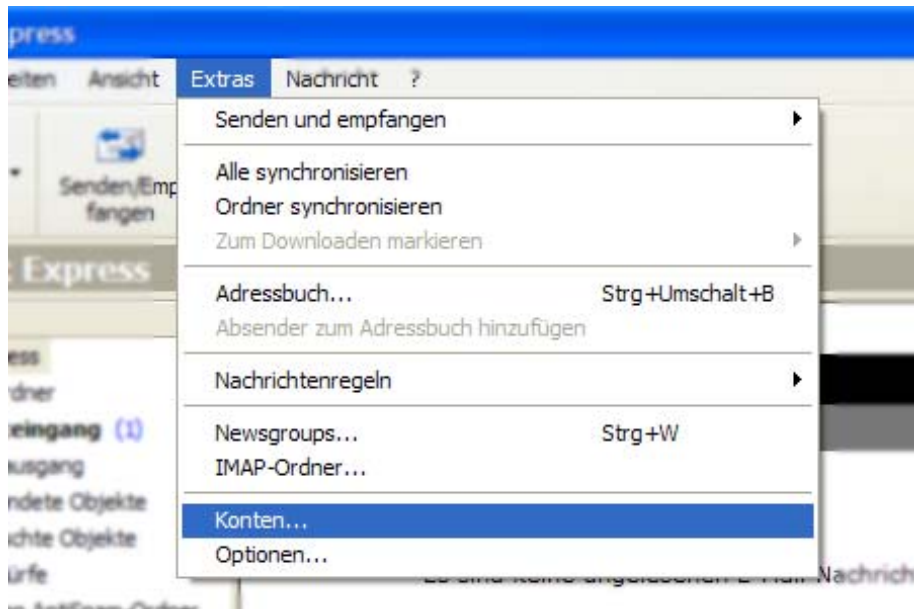 press
eiten Ansicht Extras Nachricht ?
Senden/Emp
fangen
Senden und empfangen
Alle synchronisieren
Ordner synchronisieren
Zum Downloaden markieren
Express
Adressbuch... Strg+Umschalt+B
Absender zum Adressbuch hinzufügen
ess
rdner
Nachrichtenregeln
eingang (1)
Newsgroups... Strg+W
ausgang
IMAP-Ordner...
ndete Objekte
Konten...
chte Objekte
Optionen...
ürfe
Nachrich